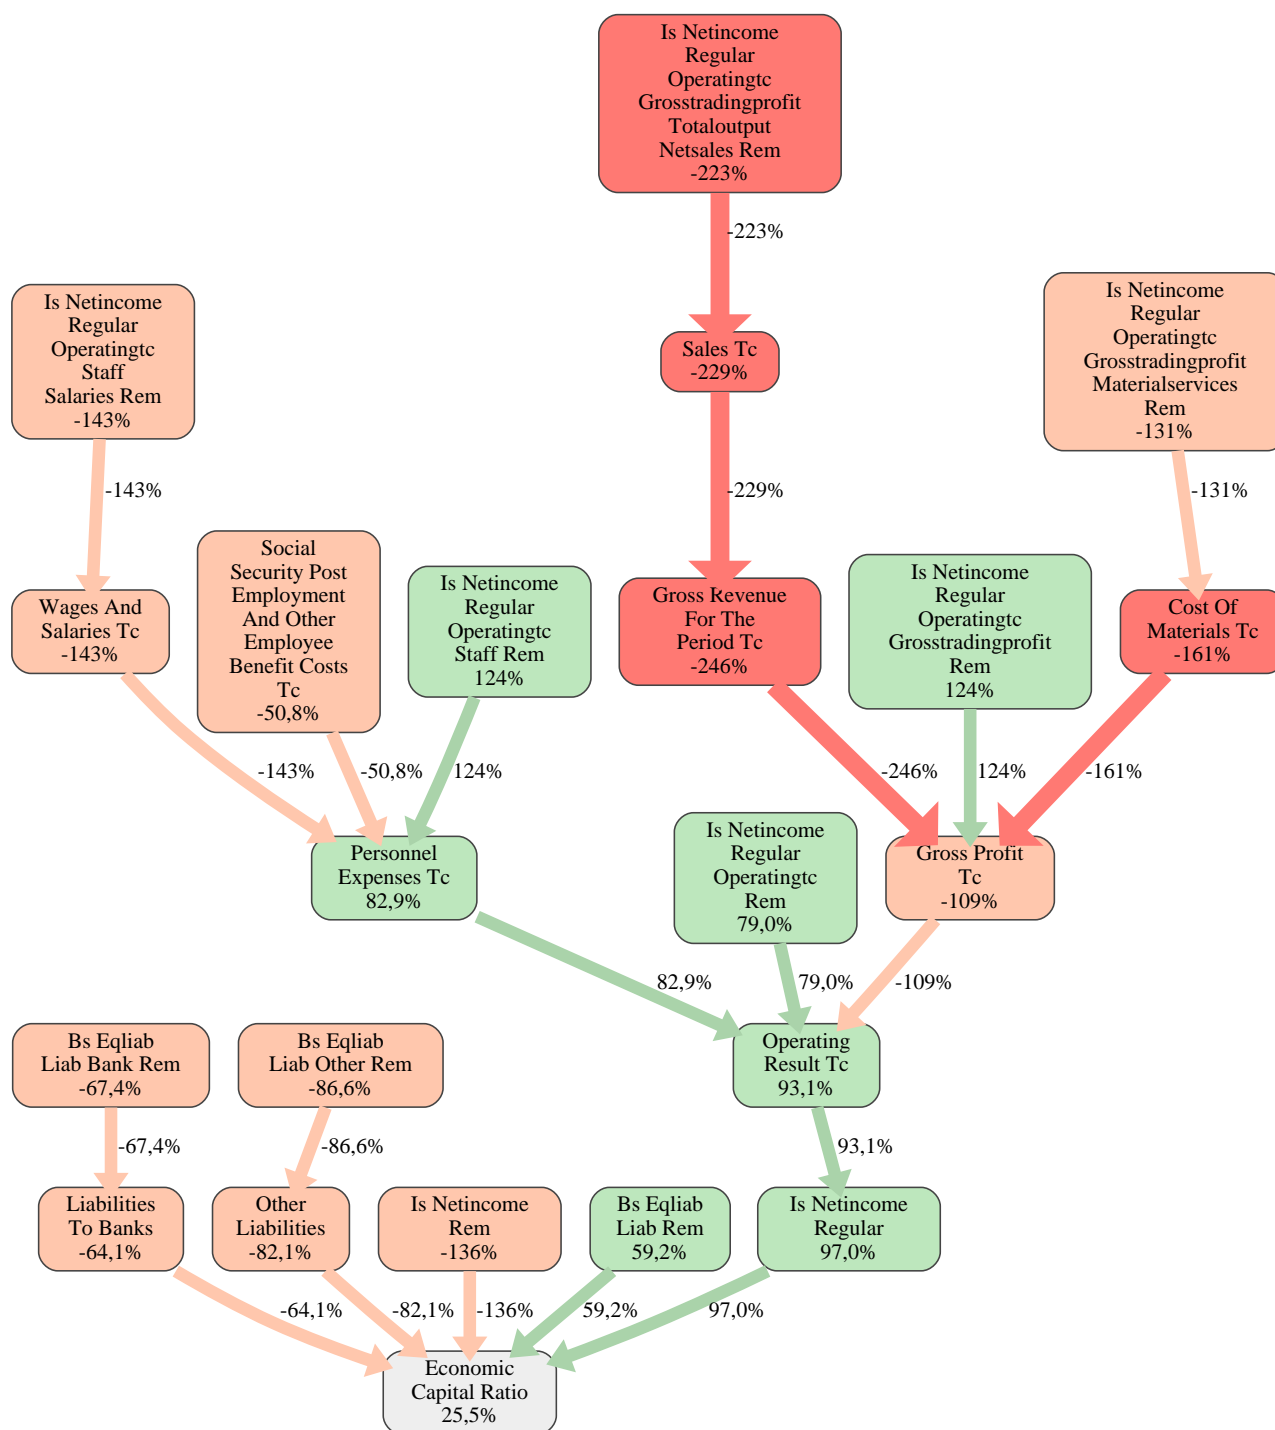 Is Netincome
Regular
Operatingtc
Grosstradingprofit
Totaloutput
Netsales Rem
-223%
-223%
Is Netincome
Regular
Operatingtc
Staff
Salaries Rem
-143%
Sales Tc
-229%
Is Netincome
Regular
Operatingtc
Grosstradingprofit
Materialservices
Rem
-131%
-143%
-229%
-131%
Wages And
Salaries Tc
-143%
Social
Security Post
Employment
And Other
Employee
Benefit Costs
Tc
-50,8%
Is Netincome
Regular
Operatingtc
Staff Rem
124%
Gross Revenue
For The
Period Tc
-246%
Is Netincome
Regular
Operatingtc
Grosstradingprofit
Rem
124%
Cost Of
Materials Tc
-161%
-143%
-50,8%
124%
-246%
124%
-161%
Personnel
Expenses Tc
82,9%
Is Netincome
Regular
Operatingtc
Rem
79,0%
Gross Profit
Tc
-109%
82,9%
79,0%
-109%
Bs Eqliab
Liab Bank Rem
-67,4%
Bs Eqliab
Liab Other Rem
-86,6%
Operating
Result Tc
93,1%
-67,4%
-86,6%
93,1%
Liabilities
To Banks
-64,1%
Other
Liabilities
-82,1%
Is Netincome
Rem
-136%
Bs Eqliab
Liab Rem
59,2%
Is Netincome
Regular
97,0%
-64,1%
-82,1%
-136%
59,2%
97,0%
Economic
Capital Ratio
25,5%